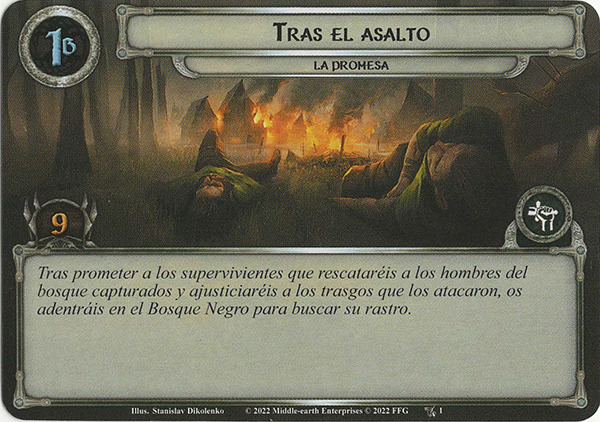 1B
TRAS EL ASALTO
LA PROMESA
9
Tras prometer a los supervivientes que rescataréis a los hombres del
bosque capturados y ajusticiaréis a los trasgos que los atacaron, os
adentráis en el Bosque Negro para buscar su rastro.
Illus. Stanislav Dikolenko © 2022 Middle-earth Enterprises © 2022 FFG 1